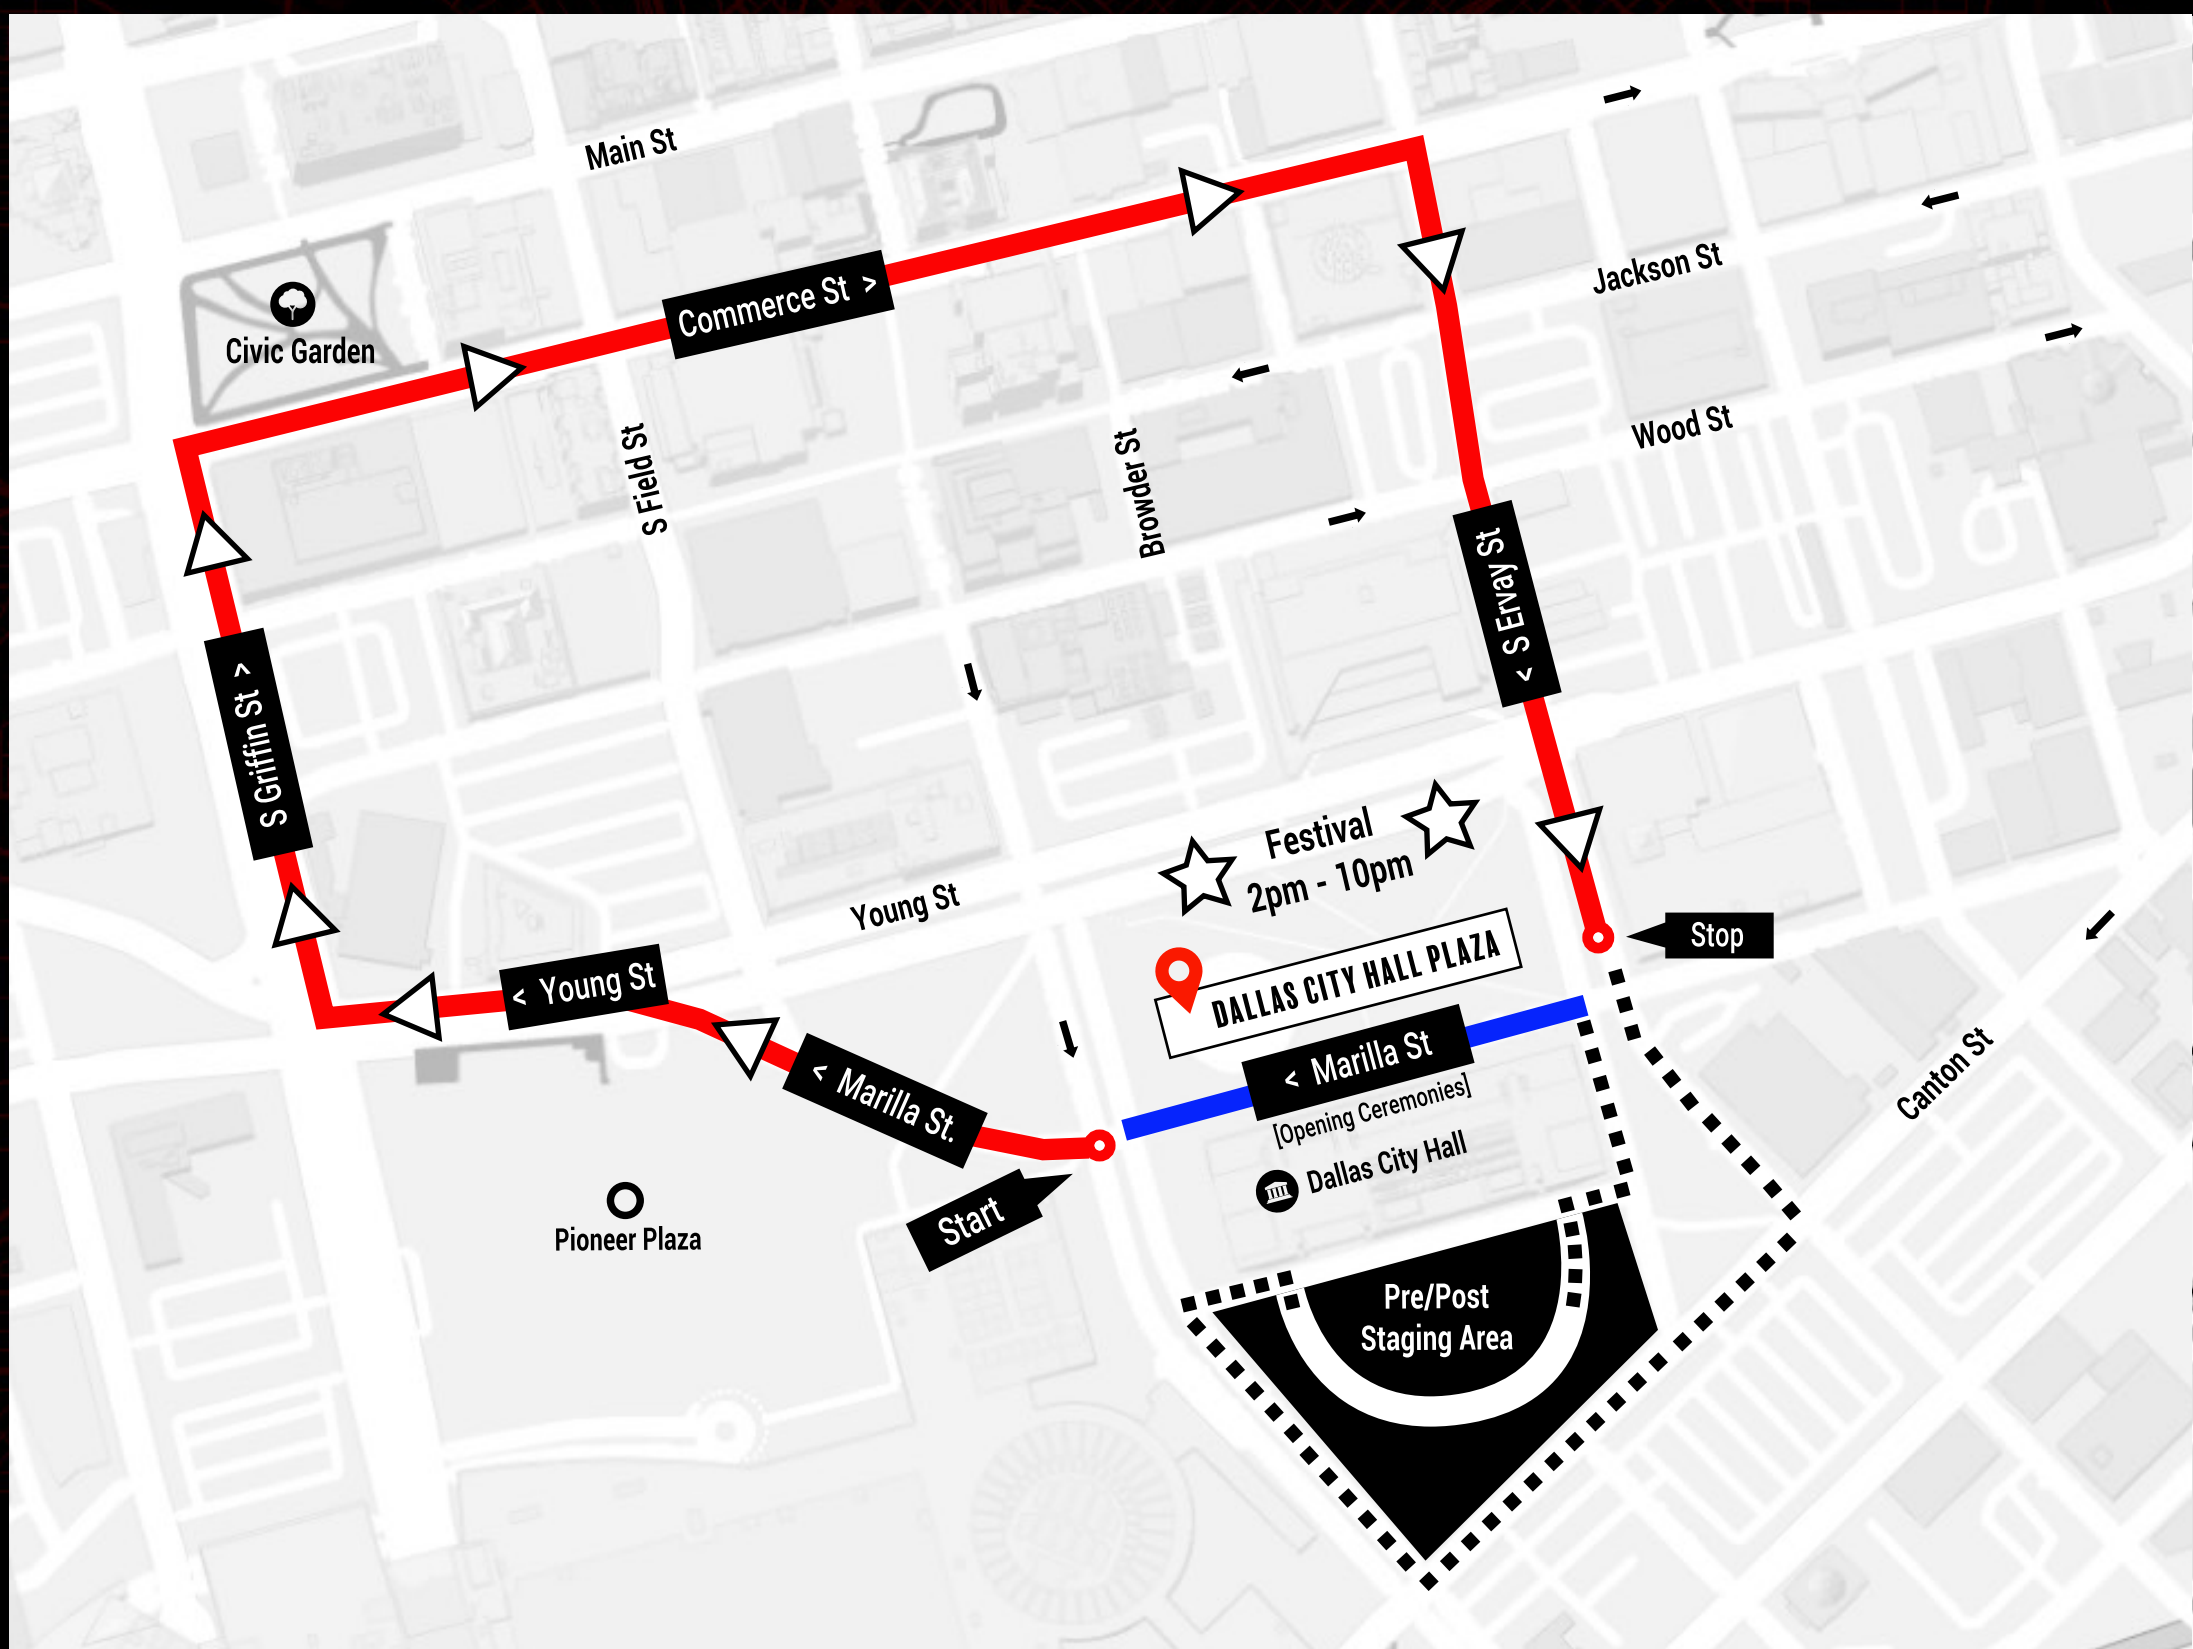 Main St
Jackson St
Commerce St >
Civic Garden
Wood St
S Field St
Browder St
< S Ervay St
S Griffin St >
Festival
2pm - 10pm
Young St
Stop
DALLAS CITY HALL PLAZA
< Young St
< Marilla St
[Opening Ceremonies]
< Marilla St.
Canton St
Dallas City Hall
Start
Pioneer Plaza
Pre/Post
Staging Area